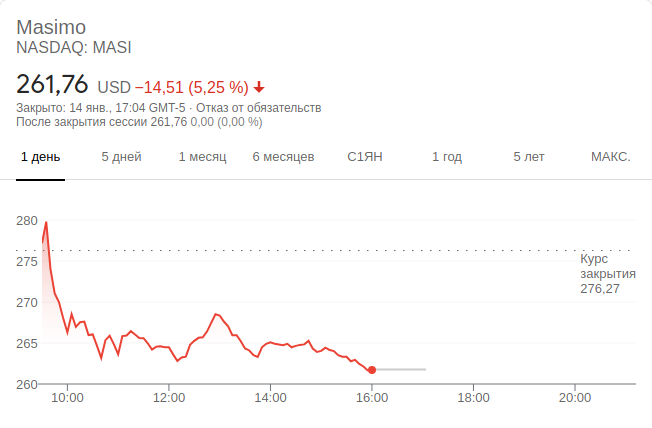 Masimo
NASDAQ: MASI
261,76 USD −14,51 (5,25 %)
Закрыто: 14 янв., 17:04 GMT-5 · Отказ от обязательств
После закрытия сессии 261,76 0,00 (0,00 %)
1 день 5 дней 1 месяц 6 месяцев С1ЯН 1 год 5 лет МАКС.
280
275
270
265
260
Курс
закрытия
276,27
10:00 12:00 14:00 16:00 18:00 20:00